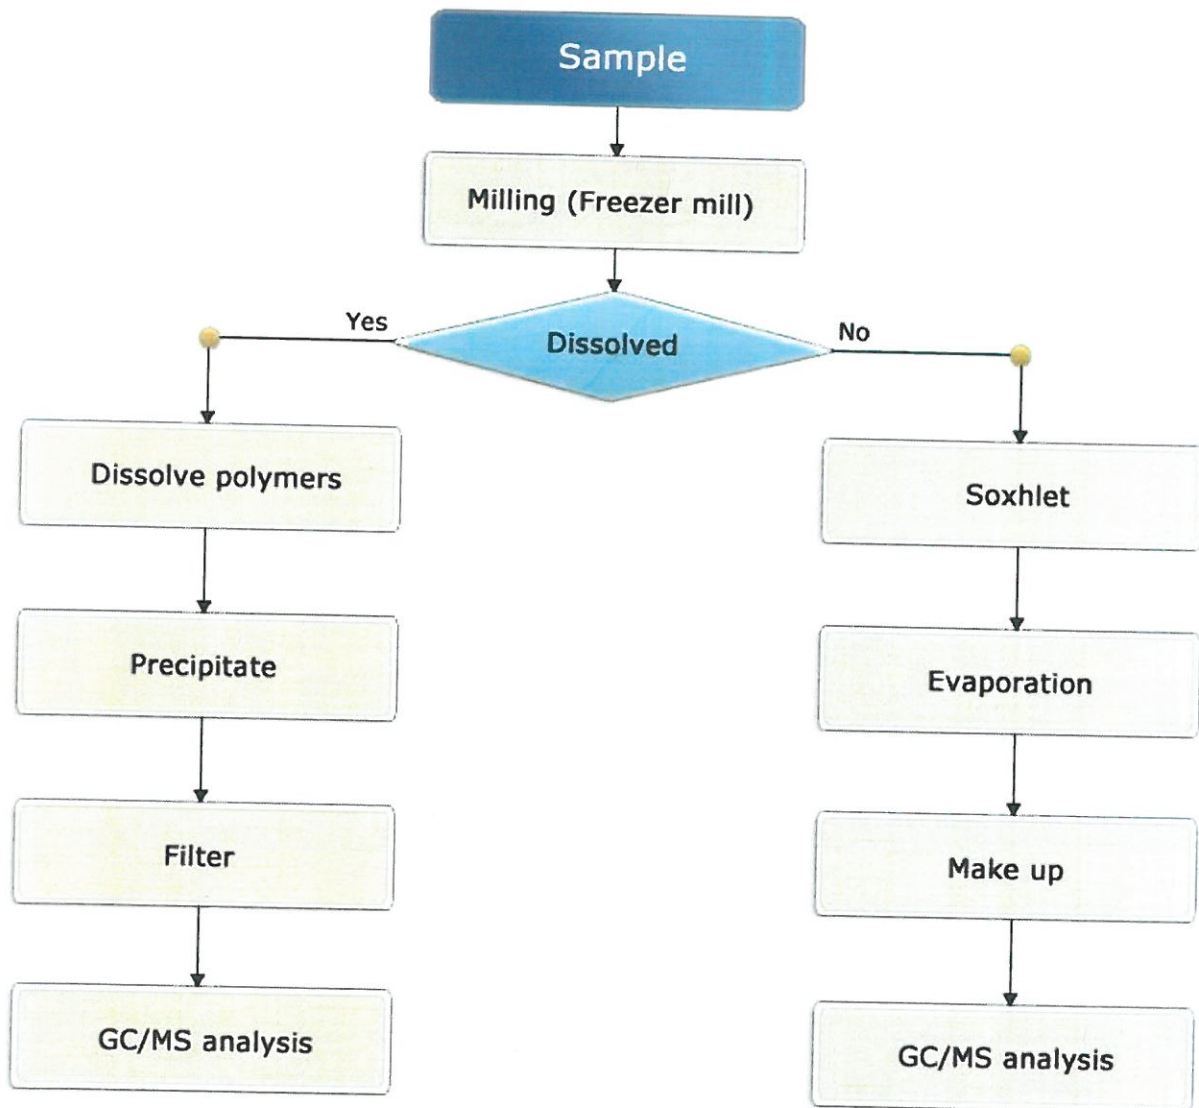 Sample
Milling (Freezer mill)
Dissolved
Yes
No
Dissolve polymers
Precipitate
Filter
GC/MS analysis
Soxhlet
Evaporation
Make up
GC/MS analysis